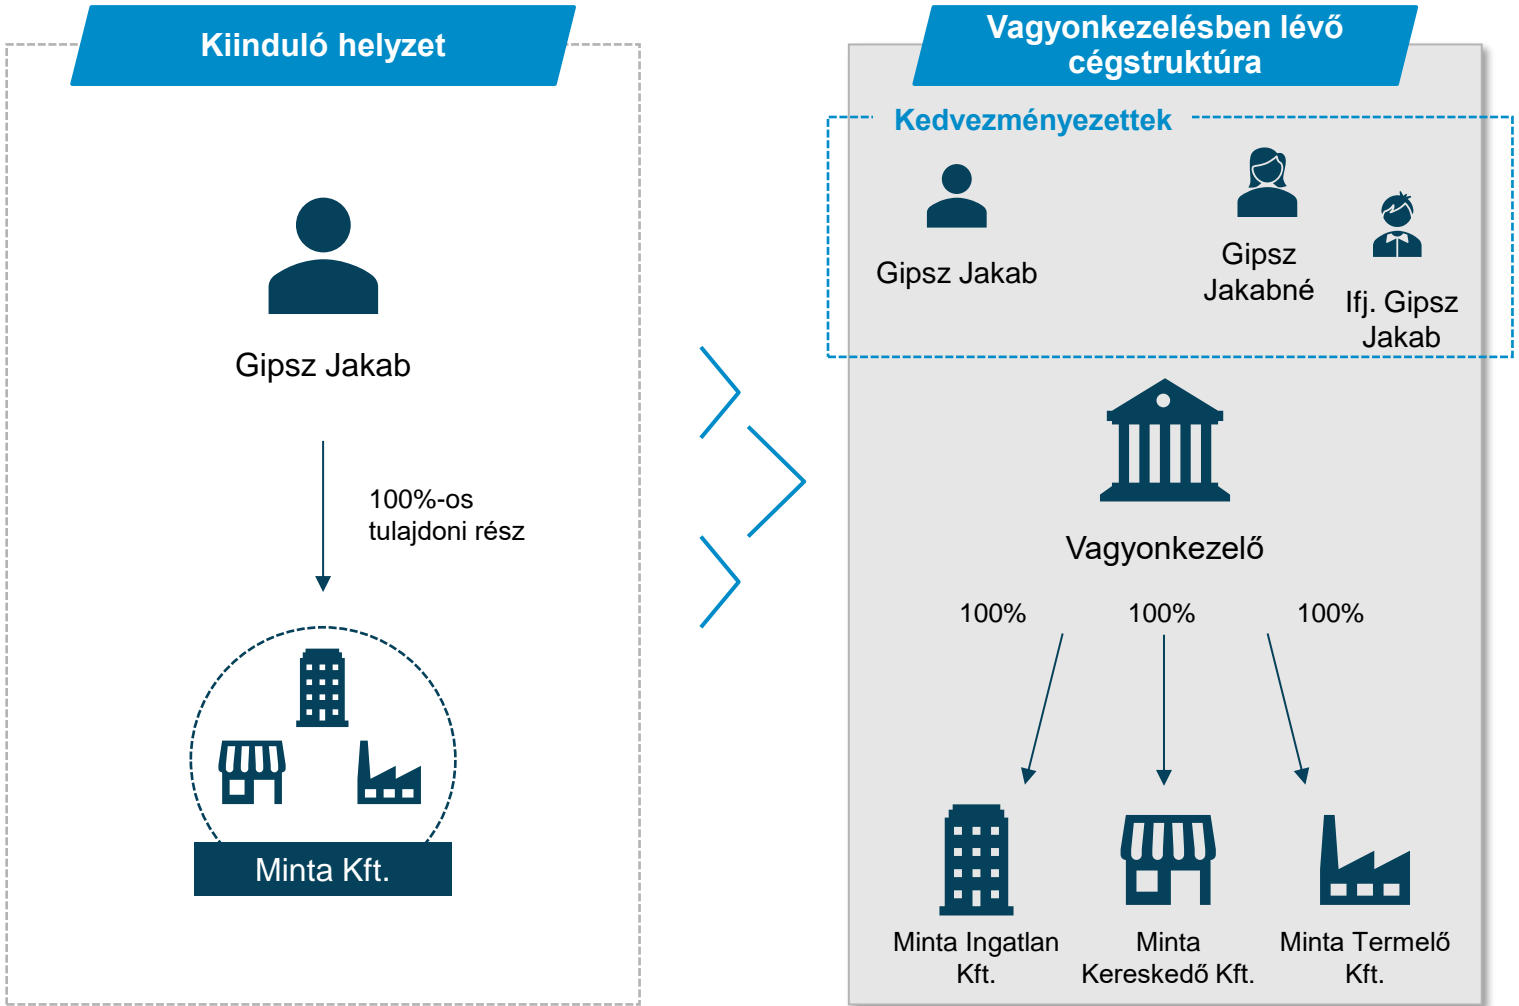 Kiinduló helyzet
Gipsz Jakab
100%-os
tulajdoni rész
Minta Kft.
Vagyonkezelésben lévő
cégstruktúra
Kedvezményezettek
Gipsz Jakab
Gipsz
Jakabné
Ifj. Gipsz
Jakab
Vagyonkezelő
100%
100%
100%
Minta Ingatlan
Kft.
Minta
Kereskedő Kft.
Minta Termelő
Kft.